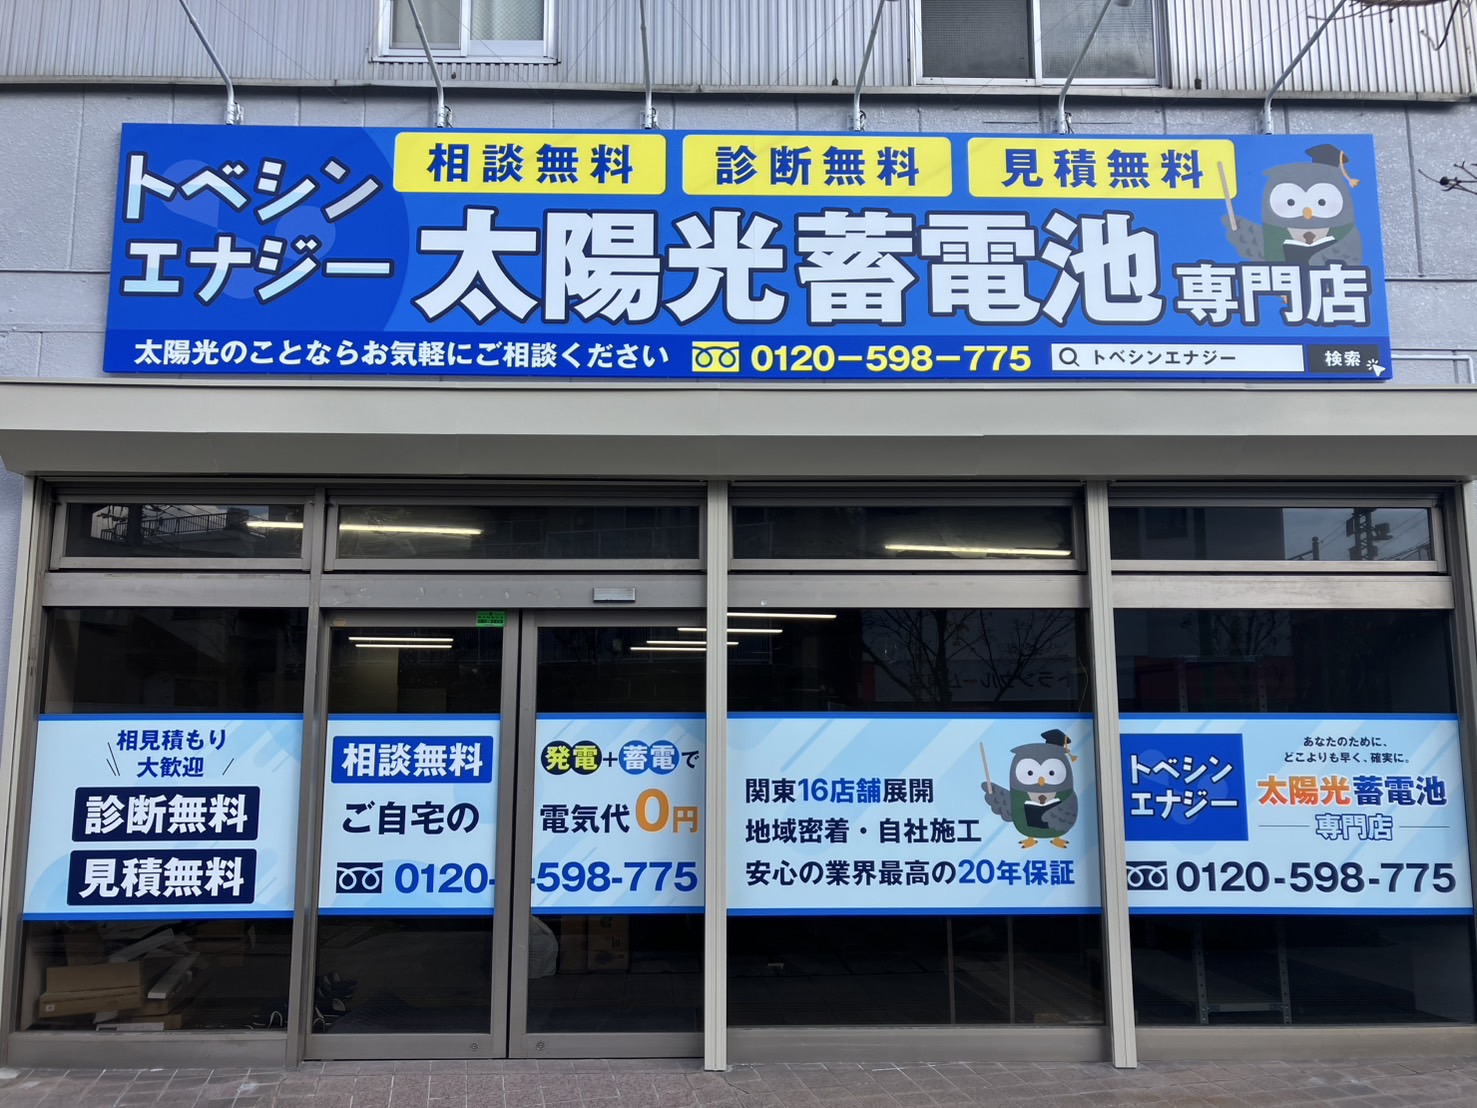 トベシン
エナジー
相談無料
診断無料
見積無料
太陽光蓄電池専門店
太陽光のことならお気軽にご相談ください
0120-598-775
トベシンエナジー
検索
相見積もり
大歓迎
診断無料
見積無料
相談無料
ご自宅の
0120-
発電+蓄電で
電気代0円
-598-775
関東16店舗展開
地域密着・自社施工
安心の業界最高の20年保証
トベシン
エナジー
あなたのために、
どこよりも早く、確実に。
太陽光蓄電池
専門店
0120-598-775